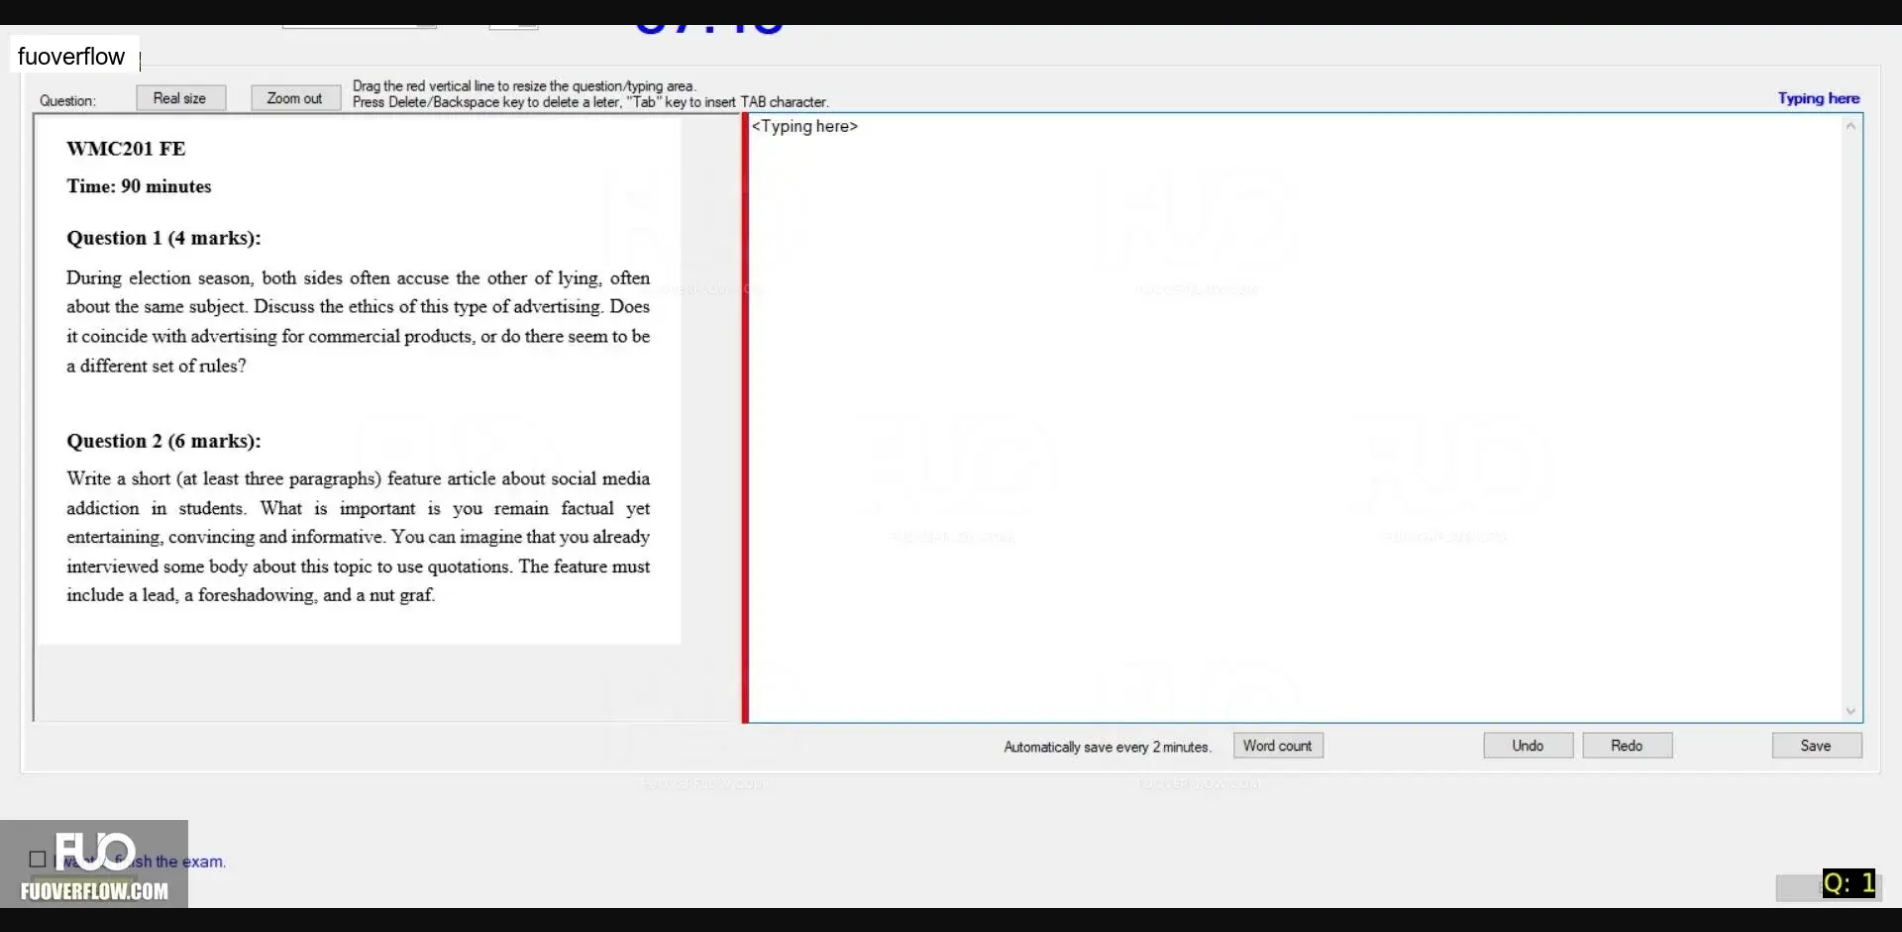 fuoverflow
Question:
Real size
Zoom out
Drag the red vertical line to resize the question/typing area.
Press Delete/Backspace key to delete a leter, "Tab" key to insert TAB character.
Typing here
WMC201 FE
Time: 90 minutes
Question 1 (4 marks):
During election season, both sides often accuse the other of lying, often
about the same subject. Discuss the ethics of this type of advertising. Does
it coincide with advertising for commercial products, or do there seem to be
a different set of rules?
Question 2 (6 marks):
Write a short (at least three paragraphs) feature article about social media
addiction in students. What is important is you remain factual yet
entertaining, convincing and informative. You can imagine that you already
interviewed some body about this topic to use quotations. The feature must
include a lead, a foreshadowing, and a nut graf.
<Typing here>
Automatically save every 2 minutes.
Word count
Undo
Redo
Save
the exam.
FUO
FUOVERFLOW.COM
Q: 1